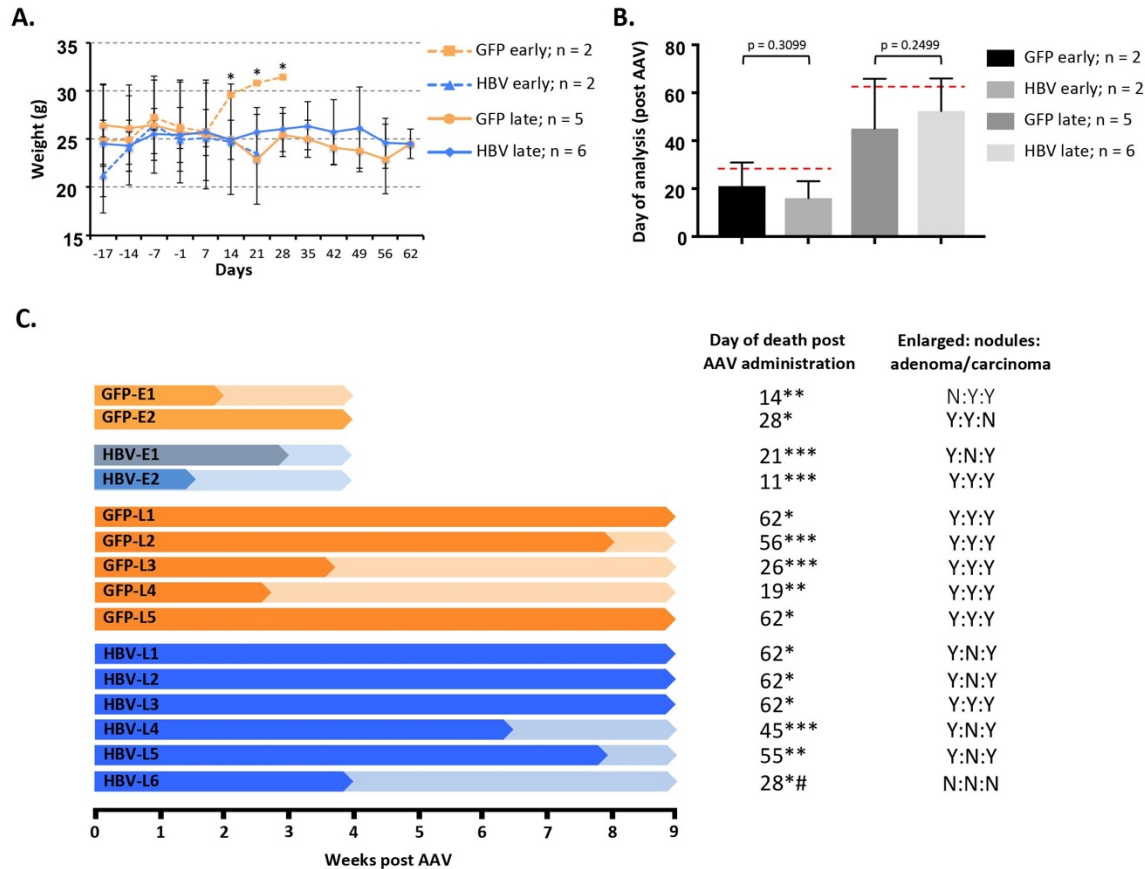 A.
35
30
25
20
15
Weight (g)
* * *
-17 -14 -7 -1 7 14 21 28 35 42 49 56 62
Days
GFP early; n = 2
HBV early; n = 2
GFP late; n = 5
HBV late; n = 6
B.
80
60
40
20
0
Day of analysis (post AAV)
p = 0.3099
p = 0.2499
GFP early; n = 2
HBV early; n = 2
GFP late; n = 5
HBV late; n = 6
C.
Day of death post
AAV administration
Enlarged: nodules:
adenoma/carcinoma
GFP-E1 14** N:Y:Y
GFP-E2 28* Y:Y:N
HBV-E1 21*** Y:N:Y
HBV-E2 11*** Y:Y:Y
GFP-L1 62* Y:Y:Y
GFP-L2 56*** Y:Y:Y
GFP-L3 26*** Y:Y:Y
GFP-L4 19** Y:Y:Y
GFP-L5 62* Y:Y:Y
HBV-L1 62* Y:N:Y
HBV-L2 62* Y:N:Y
HBV-L3 62* Y:Y:Y
HBV-L4 45*** Y:N:Y
HBV-L5 55** Y:N:Y
HBV-L6 28*# N:N:N
0 1 2 3 4 5 6 7 8 9
Weeks post AAV